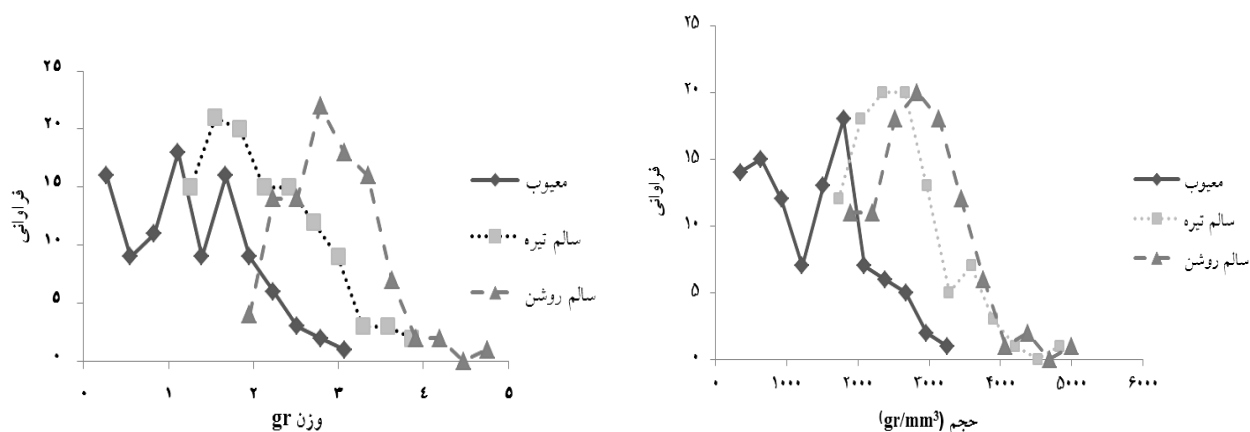 ۲۵
۲۰
۱۵
۱۰
۵
۰
فراوانی
۰ ۱ ۲ ۳ ۴ ۵
وزن gr
معیوب
سالم تیره
سالم روشن
۲۵
۲۰
۱۵
۱۰
۵
۰
فراوانی
۰ ۱۰۰۰ ۲۰۰۰ ۳۰۰۰ ۴۰۰۰ ۵۰۰۰ ۶۰۰۰
حجم (gr/mm³)
معیوب
سالم تیره
سالم روشن